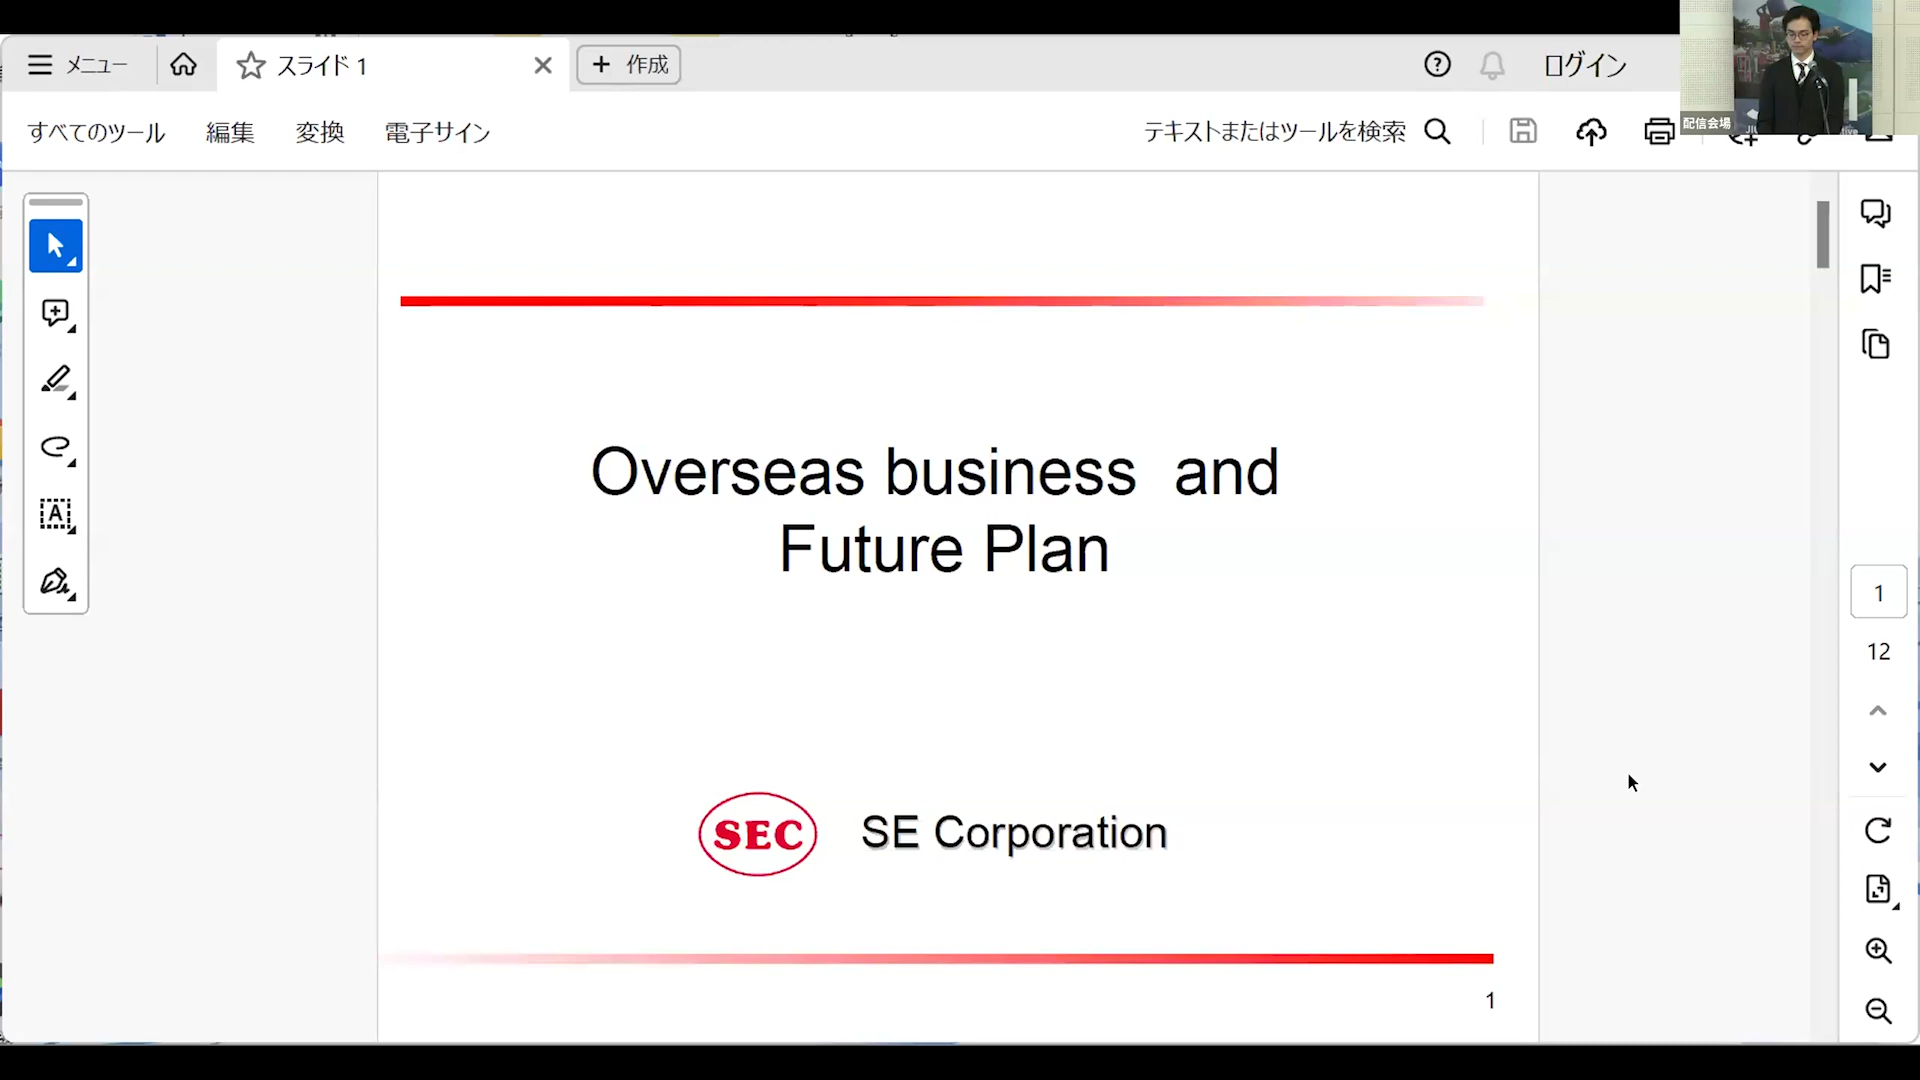 メニュー
スライド 1
作成
ログイン
すべてのツール
編集
変換
電子サイン
テキストまたはツールを検索
配信会場
Overseas business and
Future Plan
SEC
SE Corporation
1
1
12